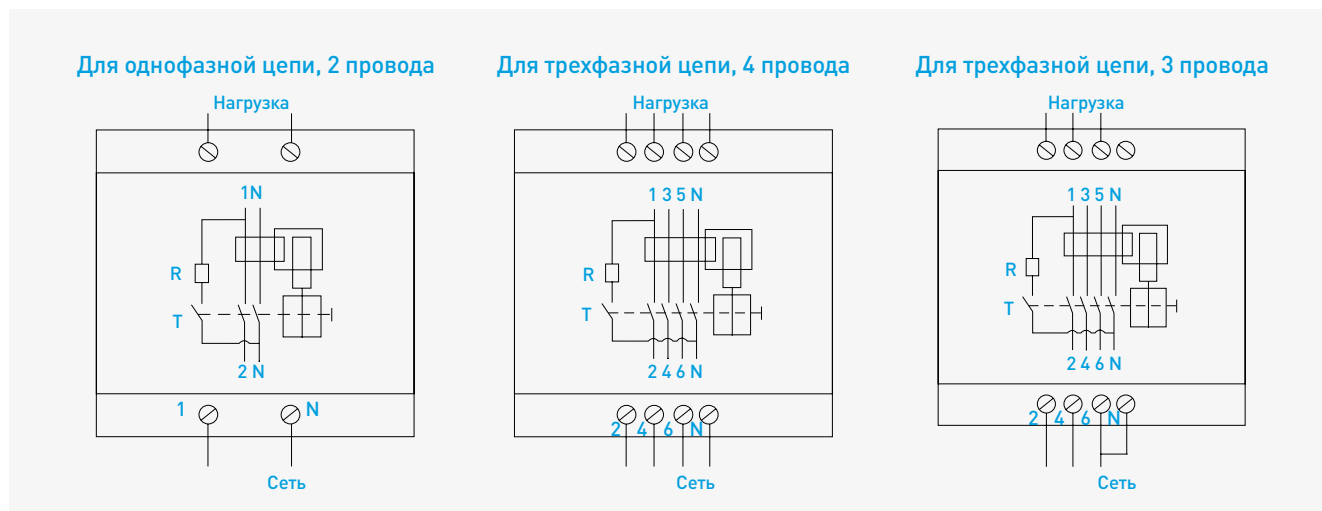 Для однофазной цепи, 2 провода
Нагрузка
1 N
R
T
2 N
1 N
Сеть
Для трехфазной цепи, 4 провода
Нагрузка
1 3 5 N
R
T
2 4 6 N
2 4 6 N
Сеть
Для трехфазной цепи, 3 провода
Нагрузка
1 3 5 N
R
T
2 4 6 N
2 4 6 N
Сеть